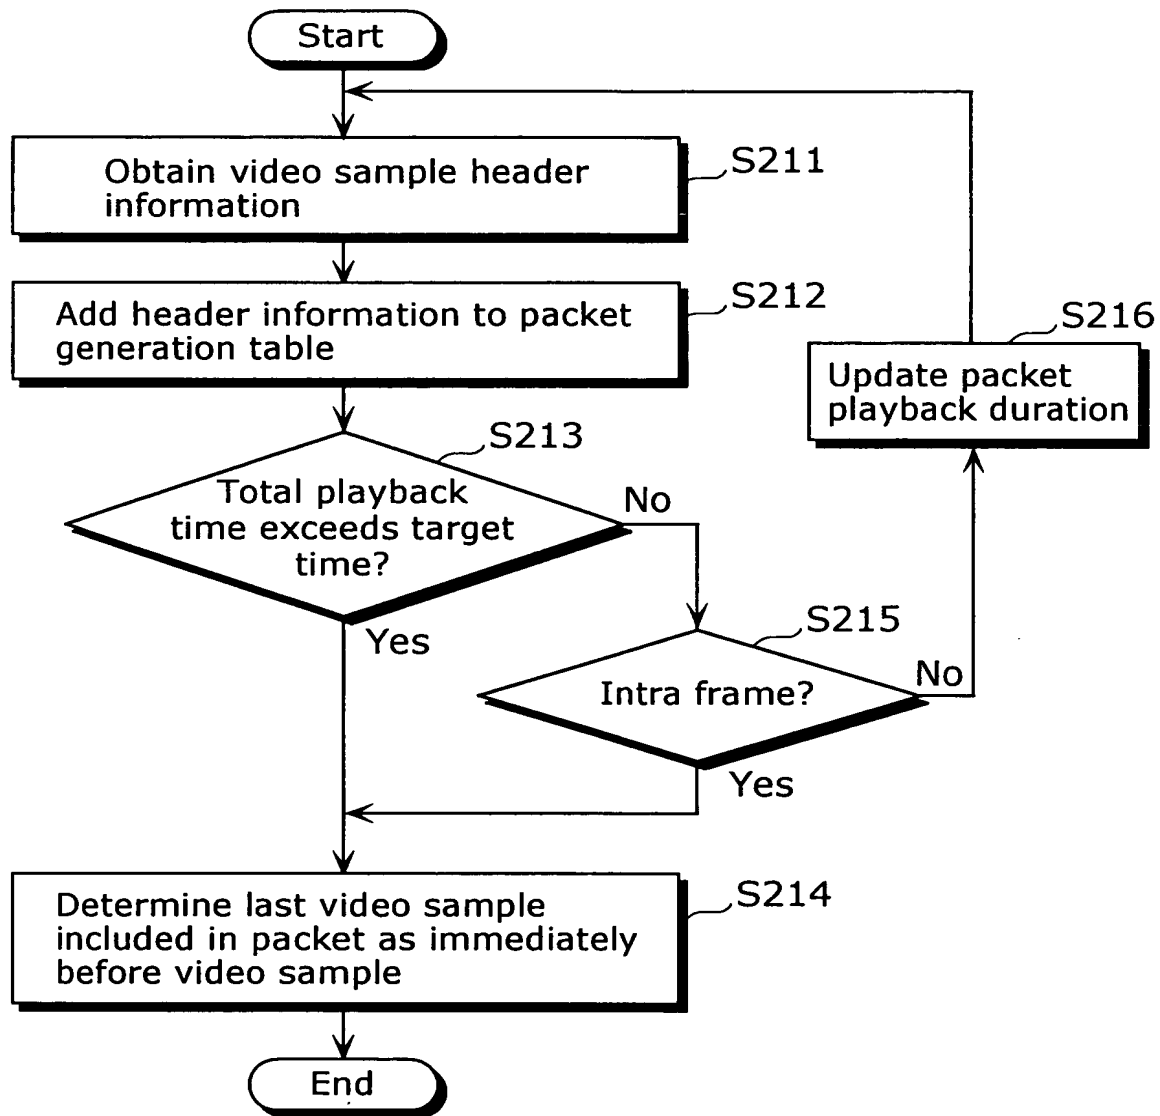 Start
Obtain video sample header
information
S211
Add header information to packet
generation table
S212
S216
Update packet
playback duration
S213
Total playback
time exceeds target
time?
No
Yes
S215
Intra frame?
No
Yes
S214
Determine last video sample
included in packet as immediately
before video sample
End